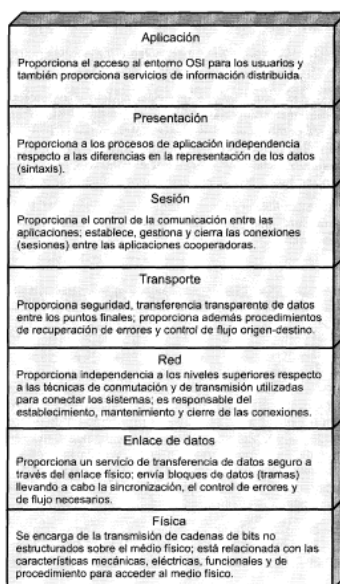 Aplicación
Proporciona el acceso al entorno OSI para los usuarios y
también proporciona servicios de información distribuida.
Presentación
Proporciona a los procesos de aplicación independencia
respecto a las diferencias en la representación de los datos
(sintaxis).
Sesión
Proporciona el control de la comunicación entre las
aplicaciones; establece, gestiona y cierra las conexiones
(sesiones) entre las aplicaciones cooperadoras.
Transporte
Proporciona seguridad, transferencia transparente de datos
entre los puntos finales; proporciona además procedimientos
de recuperación de errores y control de flujo origen-destino.
Red
Proporciona independencia a los niveles superiores respecto
a las técnicas de conmutación y de transmisión utilizadas
para conectar los sistemas; es responsable del
establecimiento, mantenimiento y cierre de las conexiones.
Enlace de datos
Proporciona un servicio de transferencia de datos seguro a
través del enlace físico; envía bloques de datos (tramas)
llevando a cabo la sincronización, el control de errores y
de flujo necesarios.
Física
Se encarga de la transmisión de cadenas de bits no
estructurados sobre el médio físico; está relacionada con las
características mecánicas, eléctricas, funcionales y de
procedimiento para acceder al medio físico.